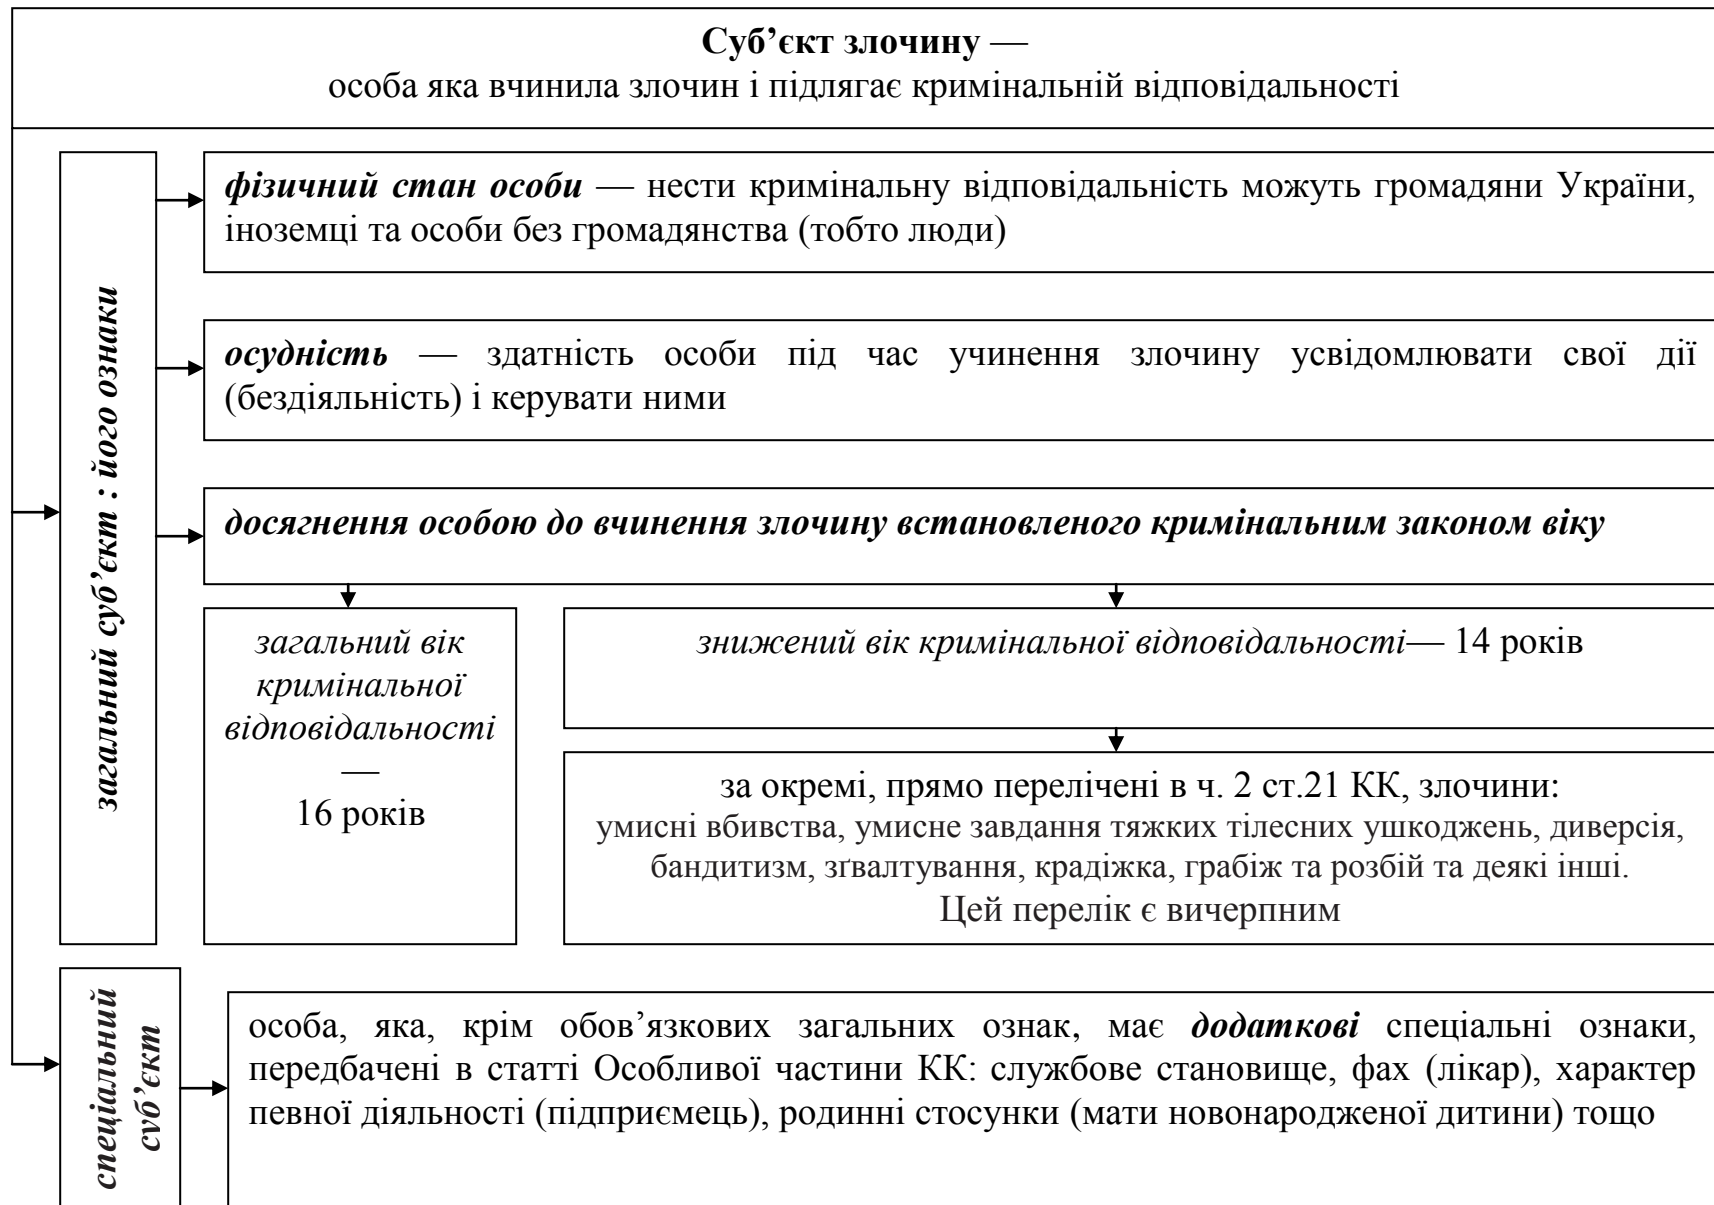 Суб’єкт злочину —
особа яка вчинила злочин і підлягає кримінальній відповідальності
загальний суб’єкт : його ознаки
фізичний стан особи — нести кримінальну відповідальність можуть громадяни України,
іноземці та особи без громадянства (тобто люди)
осудність — здатність особи під час учинення злочину усвідомлювати свої дії
(бездіяльність) і керувати ними
досягнення особою до вчинення злочину встановленого кримінальним законом віку
загальний вік
кримінальної
відповідальності
—
16 років
знижений вік кримінальної відповідальності— 14 років
за окремі, прямо перелічені в ч. 2 ст.21 КК, злочини:
умисні вбивства, умисне завдання тяжких тілесних ушкоджень, диверсія,
бандитизм, зґвалтування, крадіжка, грабіж та розбій та деякі інші.
Цей перелік є вичерпним
спеціальний
суб’єкт
особа, яка, крім обов’язкових загальних ознак, має додаткові спеціальні ознаки,
передбачені в статті Особливої частини КК: службове становище, фах (лікар), характер
певної діяльності (підприємець), родинні стосунки (мати новонародженої дитини) тощо